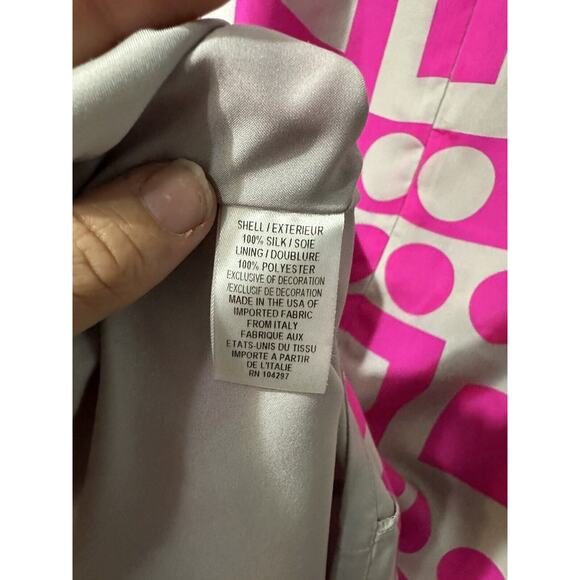 SHELL / EXTERIEUR
100% SILK / SOIE
LINING / DOUBLURE
100% POLYESTER
EXCLUSIVE OF DECORATION
/EXCLUSIF DE DECORATION
MADE IN THE USA OF
IMPORTED FABRIC
FROM ITALY
FABRIQUE AUX
ETATS-UNIS DU TISSU
IMPORTE A PARTIR
DE L'ITALIE
RN 104297